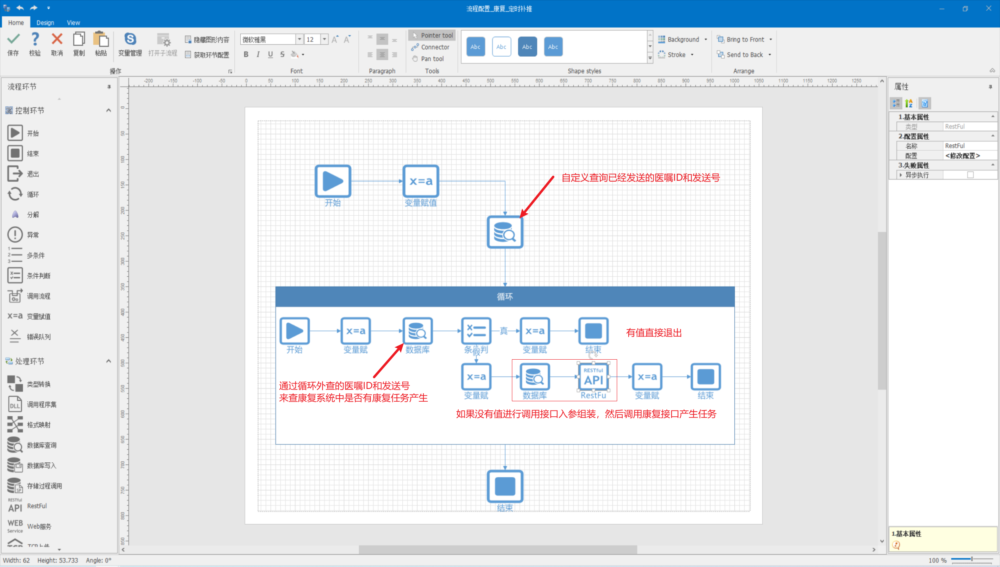 流程配置_康复_定时补推
Home
Design
View
保存
校验
取消
复制
粘贴
变量管理
打开子流程
隐藏图形内容
获取环节配置
操作
微软雅黑
12
B I U S
Font
Paragraph
Pointer tool
Connector
Pan tool
Tools
Abc
Abc
Abc
Abc
Shape styles
Background
Stroke
Bring to Front
Send to Back
Arrange
流程环节
控制环节
开始
结束
退出
循环
分解
异常
多条件
条件判断
调用流程
x=a 变量赋值
错误队列
处理环节
类型转换
DLL 调用程序集
格式映射
数据库查询
数据库写入
SP 存储过程调用
RESTful
API RestFul
WEB
Service Web服务
TCP上传
-200 -150 -100 -50 0 50 100 150 200 250 300 350 400 450 500 550 600 650 700 750 800 850 900 950 1000 1050 1100 1150 1200 1250
0
50
100
150
200
250
300
350
400
450
500
550
600
650
700
750
800
850
开始
x=a
变量赋值
自定义查询已经发送的医嘱ID和发送号
循环
开始
x=a
变量赋
数据库
条件判
真
假
x=a
变量赋
结束
有值直接退出
通过循环外查的医嘱ID和发送号
来查康复系统中是否有康复任务产生
x=a
变量赋
数据库
RESTful
API
RestFu
x=a
变量赋
结束
如果没有值进行调用接口入参组装，然后调用康复接口产生任务
结束
属性
1.基本属性
类型 RestFul
2.配置属性
名称 RestFul
配置 <修改配置>
3.失败属性
异步执行
1.基本属性
Width: 62 Height: 53.733 Angle: 0°
100 %